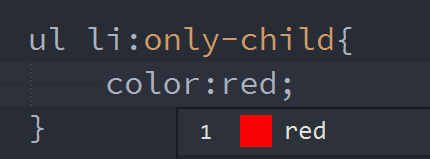 ul li:only-child{
color:red;
}
1 red